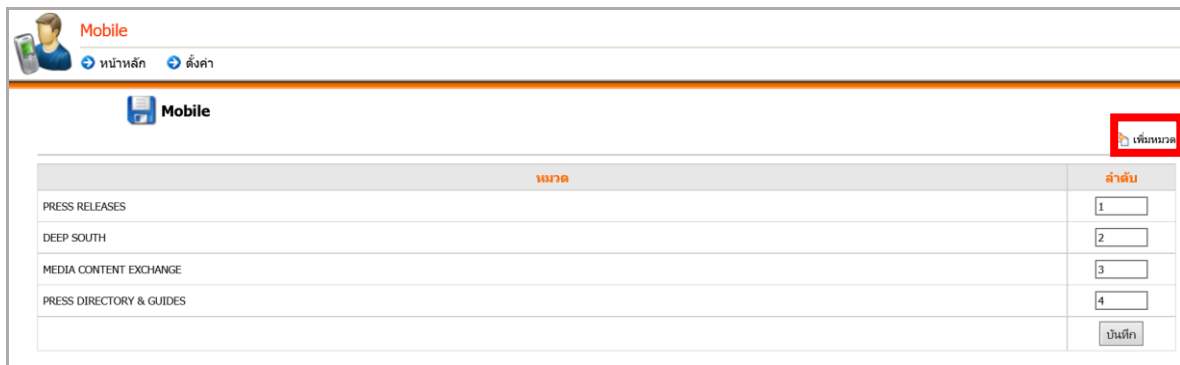 Mobile
หน้าหลัก ตั้งค่า
Mobile
เพิ่มหมวด
หมวด ลำดับ
PRESS RELEASES 1
DEEP SOUTH 2
MEDIA CONTENT EXCHANGE 3
PRESS DIRECTORY & GUIDES 4
บันทึก